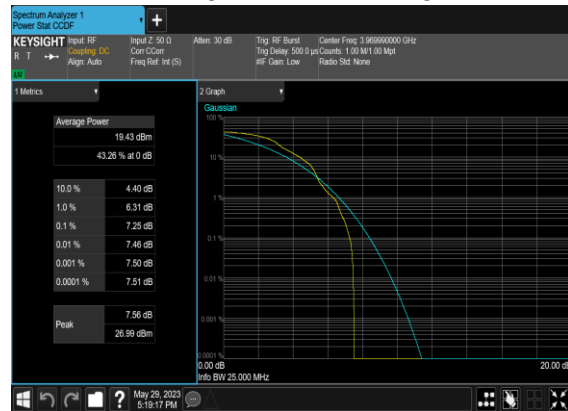 Spectrum Analyzer 1
Power Stat CCDF
KEYSIGHT
R T
LXI
Input: RF
Coupling: DC
Align: Auto
Input Z: 50 Ω
Corr CCorr
Freq Ref: Int (S)
Atten: 30 dB
Trig: RF Burst
Trig Delay: 500.0 µs
#IF Gain: Low
Center Freq: 3.969990000 GHz
Counts: 1.00 M/1.00 Mpt
Radio Std: None
1 Metrics
Average Power
19.43 dBm
43.26 % at 0 dB
10.0 % 4.40 dB
1.0 % 6.31 dB
0.1 % 7.25 dB
0.01 % 7.46 dB
0.001 % 7.50 dB
0.0001 % 7.51 dB
Peak
7.56 dB
26.99 dBm
2 Graph
Gaussian
100 %
10 %
1 %
0.1 %
0.01 %
0.001 %
0.0001 %
0.00 dB
20.00 dB
Info BW 25.000 MHz
?
May 29, 2023
5:19:17 PM